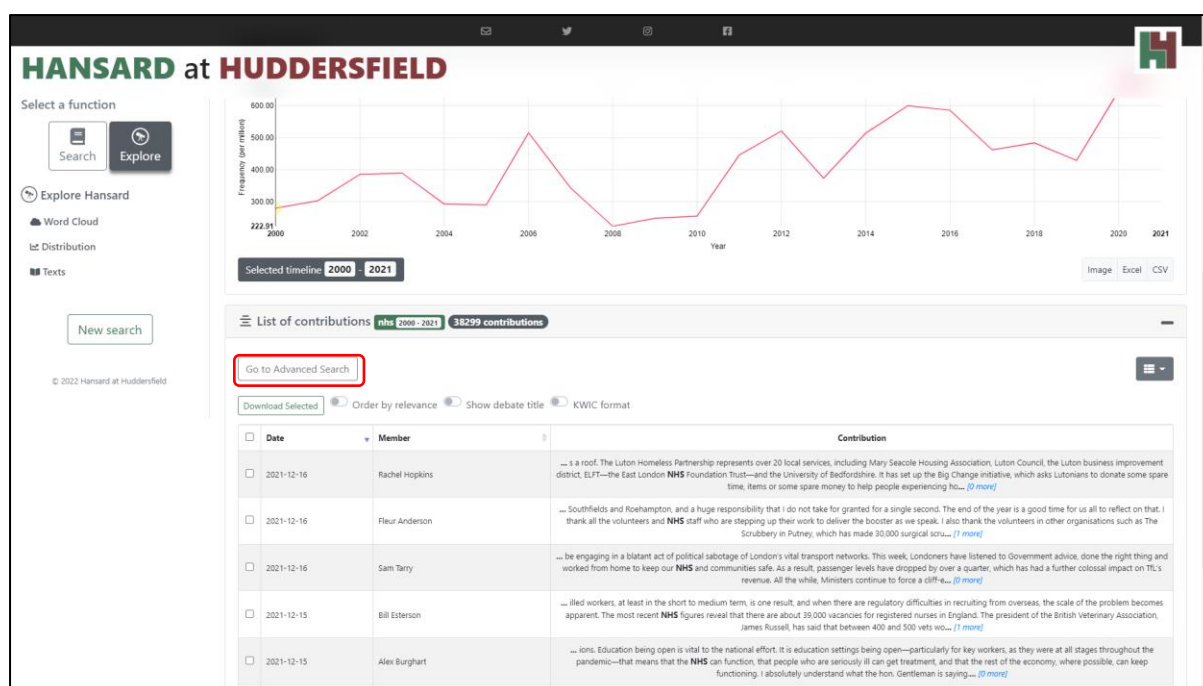 HANSARD at HUDDERSFIELD
Select a function
Search
Explore
Explore Hansard
Word Cloud
Distribution
Texts
New search
© 2022 Hansard at Huddersfield
Frequency (per million)
600.00
500.00
400.00
300.00
222.91
2000
2002
2004
2006
2008
2010
2012
2014
2016
2018
2020
2021
Year
Selected timeline 2000 - 2021
Image Excel CSV
List of contributions nhs 2000 - 2021 38299 contributions
Go to Advanced Search
Download Selected Order by relevance Show debate title KWIC format
Date Member Contribution
2021-12-16 Rachel Hopkins
... s a roof. The Luton Homeless Partnership represents over 20 local services, including Mary Seacole Housing Association, Luton Council, the Luton business improvement
district, ELFT—the East London NHS Foundation Trust—and the University of Bedfordshire. It has set up the Big Change initiative, which asks Lutonians to donate some spare
time, items or some spare money to help people experiencing ho... [0 more]
2021-12-16 Fleur Anderson
... Southfields and Roehampton, and a huge responsibility that I do not take for granted for a single second. The end of the year is a good time for us all to reflect on that. I
thank all the volunteers and NHS staff who are stepping up their work to deliver the booster as we speak. I also thank the volunteers in other organisations such as The
Scrubbery in Putney, which has made 30,000 surgical scru... [1 more]
2021-12-16 Sam Tarry
... be engaging in a blatant act of political sabotage of London's vital transport networks. This week, Londoners have listened to Government advice, done the right thing and
worked from home to keep our NHS and communities safe. As a result, passenger levels have dropped by over a quarter, which has had a further colossal impact on TfL's
revenue. All the while, Ministers continue to force a cliff-e... [0 more]
2021-12-15 Bill Esterson
... illed workers, at least in the short to medium term, is one result, and when there are regulatory difficulties in recruiting from overseas, the scale of the problem becomes
apparent. The most recent NHS figures reveal that there are about 39,000 vacancies for registered nurses in England. The president of the British Veterinary Association,
James Russell, has said that between 400 and 500 vets wo... [1 more]
2021-12-15 Alex Burghart
... ions. Education being open is vital to the national effort. It is education settings being open—particularly for key workers, as they were at all stages throughout the
pandemic—that means that the NHS can function, that people who are seriously ill can get treatment, and that the rest of the economy, where possible, can keep
functioning. I absolutely understand what the hon. Gentleman is saying.... [0 more]